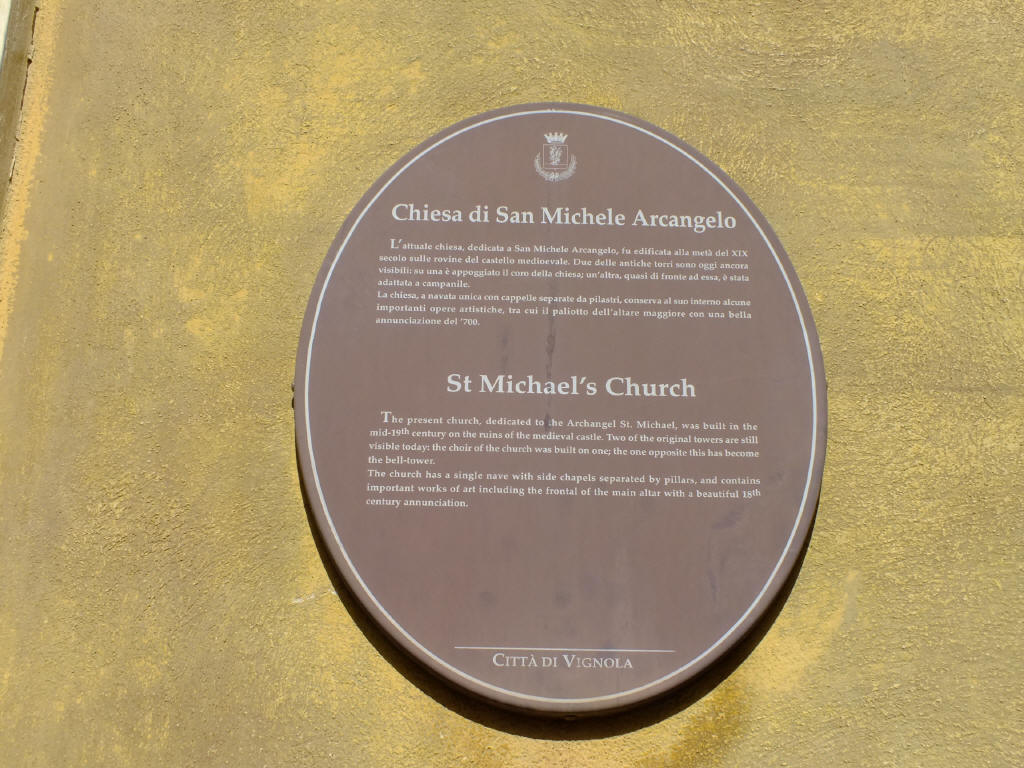 Chiesa di San Michele Arcangelo
L'attuale chiesa, dedicata a San Michele Arcangelo, fu edificata alla metà del XIX
secolo sulle rovine del castello medioevale. Due delle antiche torri sono oggi ancora
visibili: su una è appoggiato il coro della chiesa; un'altra, quasi di fronte ad essa, è stata
adattata a campanile.
La chiesa, a navata unica con cappelle separate da pilastri, conserva al suo interno alcune
importanti opere artistiche, tra cui il paliotto dell'altare maggiore con una bella
annunciazione del '700.
St Michael's Church
The present church, dedicated to the Archangel St. Michael, was built in the
mid-19th century on the ruins of the medieval castle. Two of the original towers are still
visible today: the choir of the church was built on one; the one opposite this has become
the bell-tower.
The church has a single nave with side chapels separated by pillars, and contains
important works of art including the frontal of the main altar with a beautiful 18th
century annunciation.
CITTÀ DI VIGNOLA